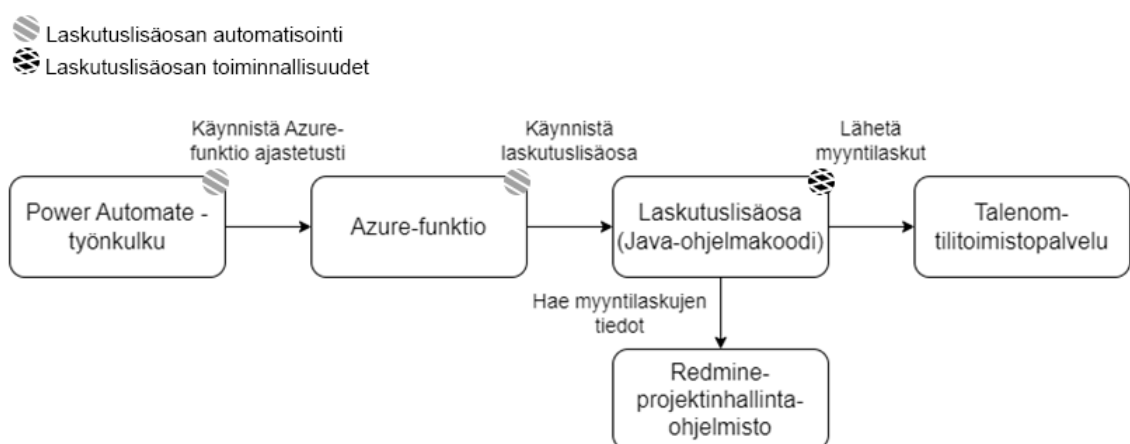 Laskutuslisäosan automatisointi
Laskutuslisäosan toiminnallisuudet
Käynnistä Azure-
funktio ajastetusti
Käynnistä
laskutuslisäosa
Lähetä
myyntilaskut
Power Automate -
työnkulku
Azure-funktio
Laskutuslisäosa
(Java-ohjelmakoodi)
Talenom-
tilitoimistopalvelu
Hae myyntilaskujen
tiedot
Redmine-
projektinhallinta-
ohjelmisto